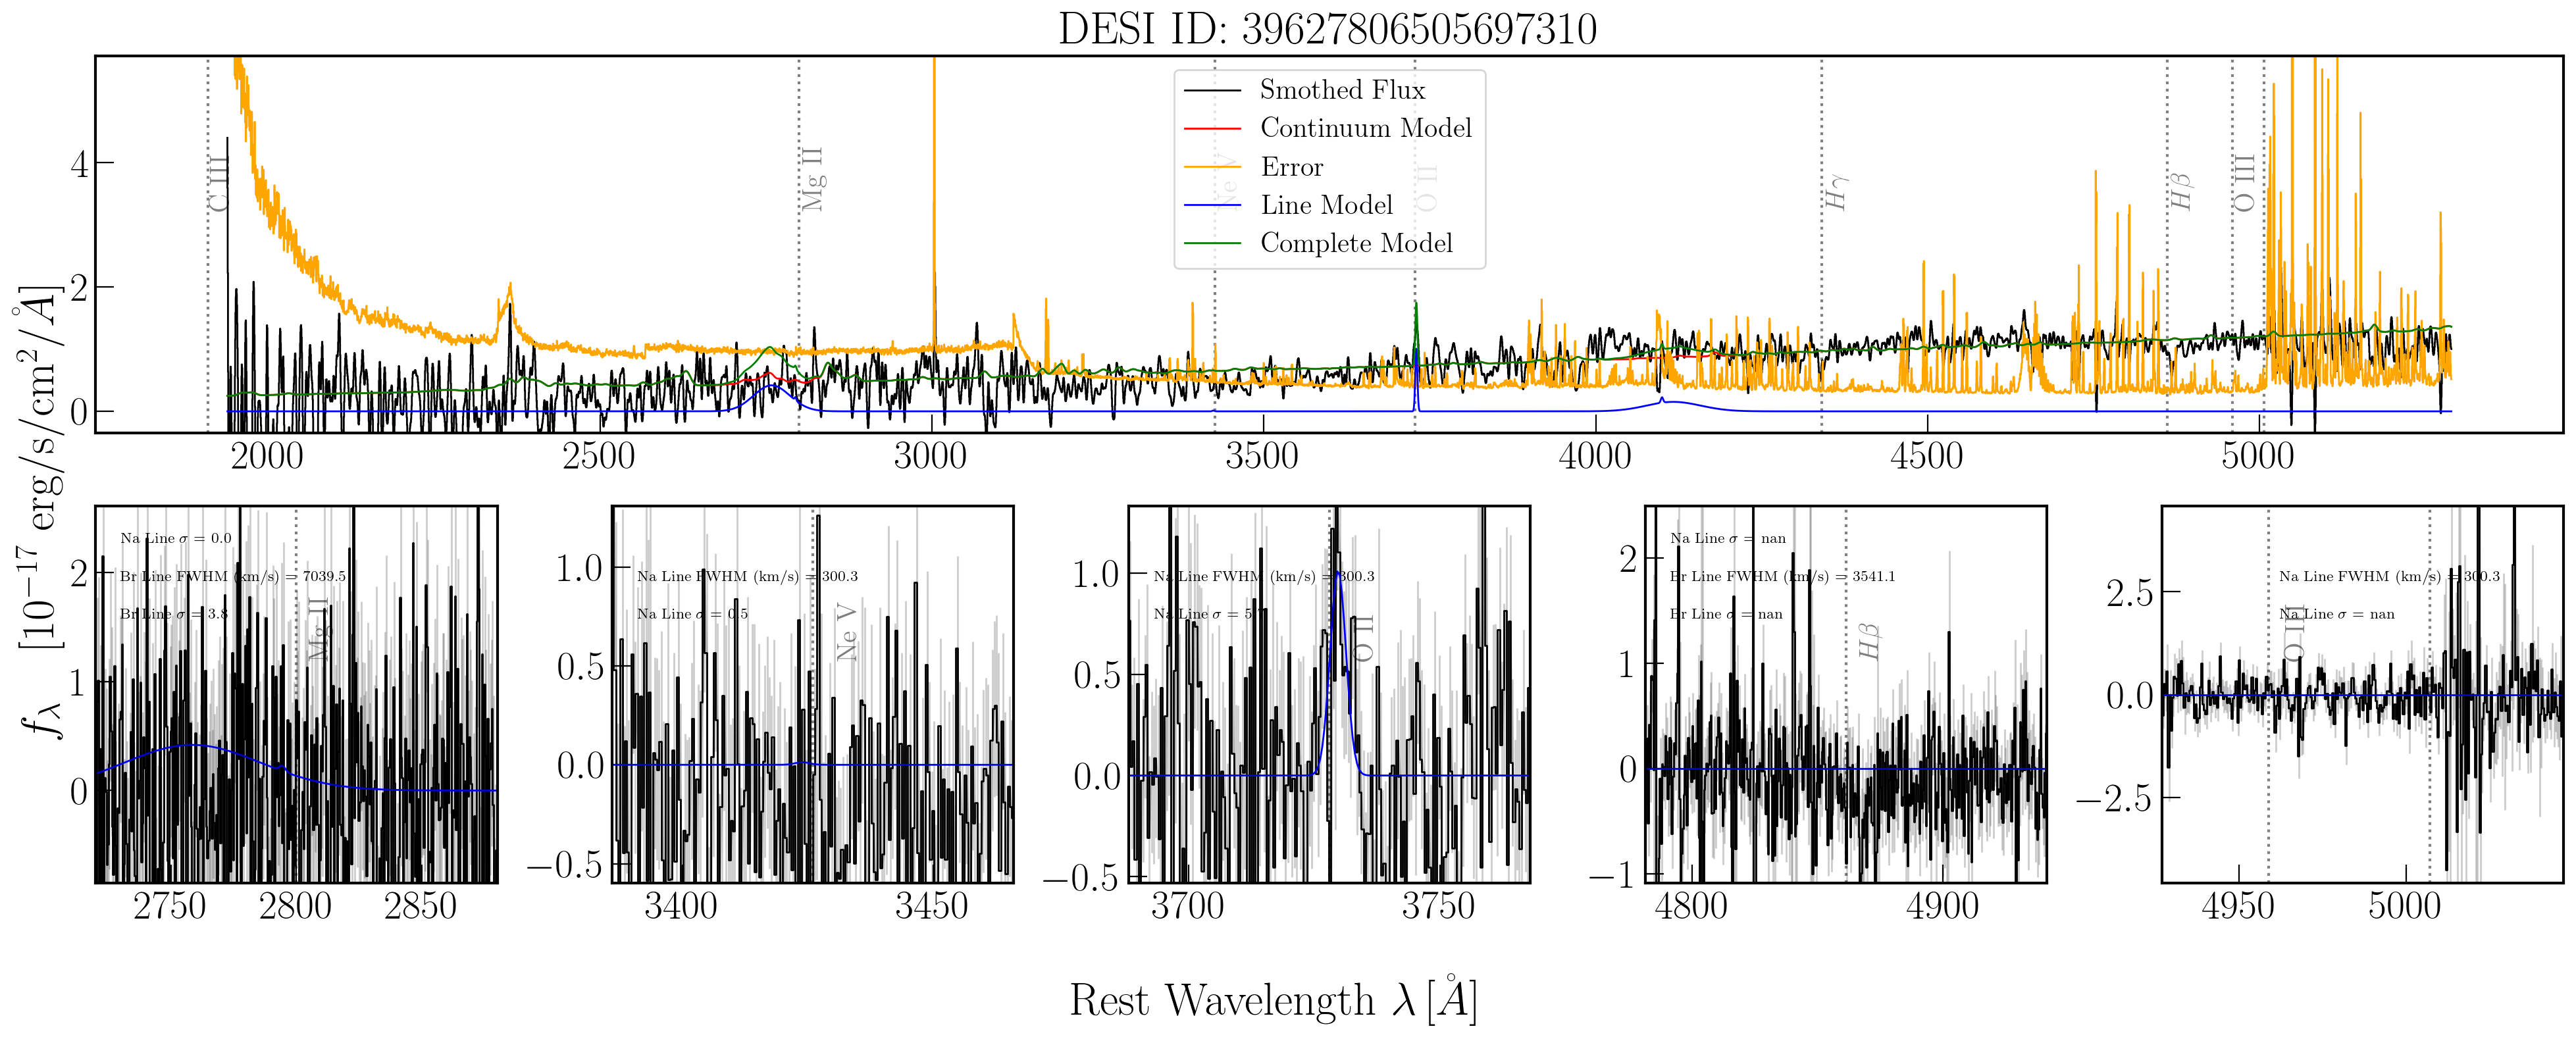 DESI ID: 39627806505697310
Smothed Flux
Continuum Model
Error
Line Model
Complete Model
C III
Mg II
Ne V
O II
Hγ
Hβ
O III
4
2
0
2000 2500 3000 3500 4000 4500 5000
f_λ [10^{-17} erg/s/cm^2/Å]
Na Line σ = 0.0
Br Line FWHM (km/s) = 7039.5
Br Line σ = 3.8
Mg II
2
1
0
2750 2800 2850
Na Line FWHM (km/s) = 300.3
Na Line σ = 0.5
Ne V
1.0
0.5
0.0
−0.5
3400 3450
Na Line FWHM (km/s) = 300.3
Na Line σ = 5.
O II
1.0
0.5
0.0
−0.5
3700 3750
Na Line σ = nan
Br Line FWHM (km/s) = 3541.1
Br Line σ = nan
Hβ
2
1
0
−1
4800 4900
Na Line FWHM (km/s) = 300.3
Na Line σ = nan
O III
2.5
0.0
−2.5
4950 5000
Rest Wavelength λ [Å]